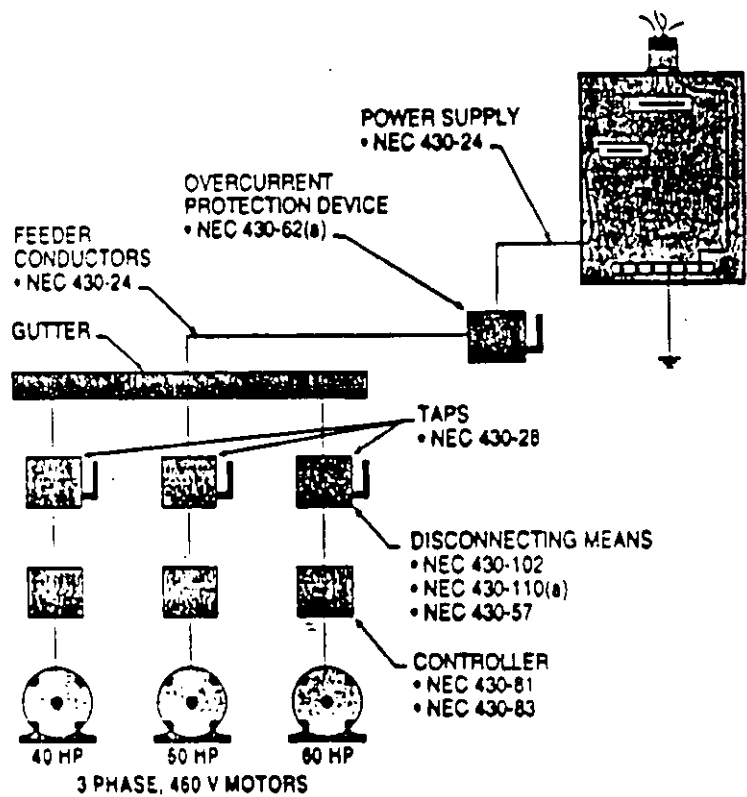 POWER SUPPLY
• NEC 430-24
OVERCURRENT
PROTECTION DEVICE
• NEC 430-62(a)
FEEDER
CONDUCTORS
• NEC 430-24
GUTTER
TAPS
• NEC 430-28
DISCONNECTING MEANS
• NEC 430-102
• NEC 430-110(a)
• NEC 430-57
CONTROLLER
• NEC 430-81
• NEC 430-83
40 HP
50 HP
60 HP
3 PHASE, 460 V MOTORS